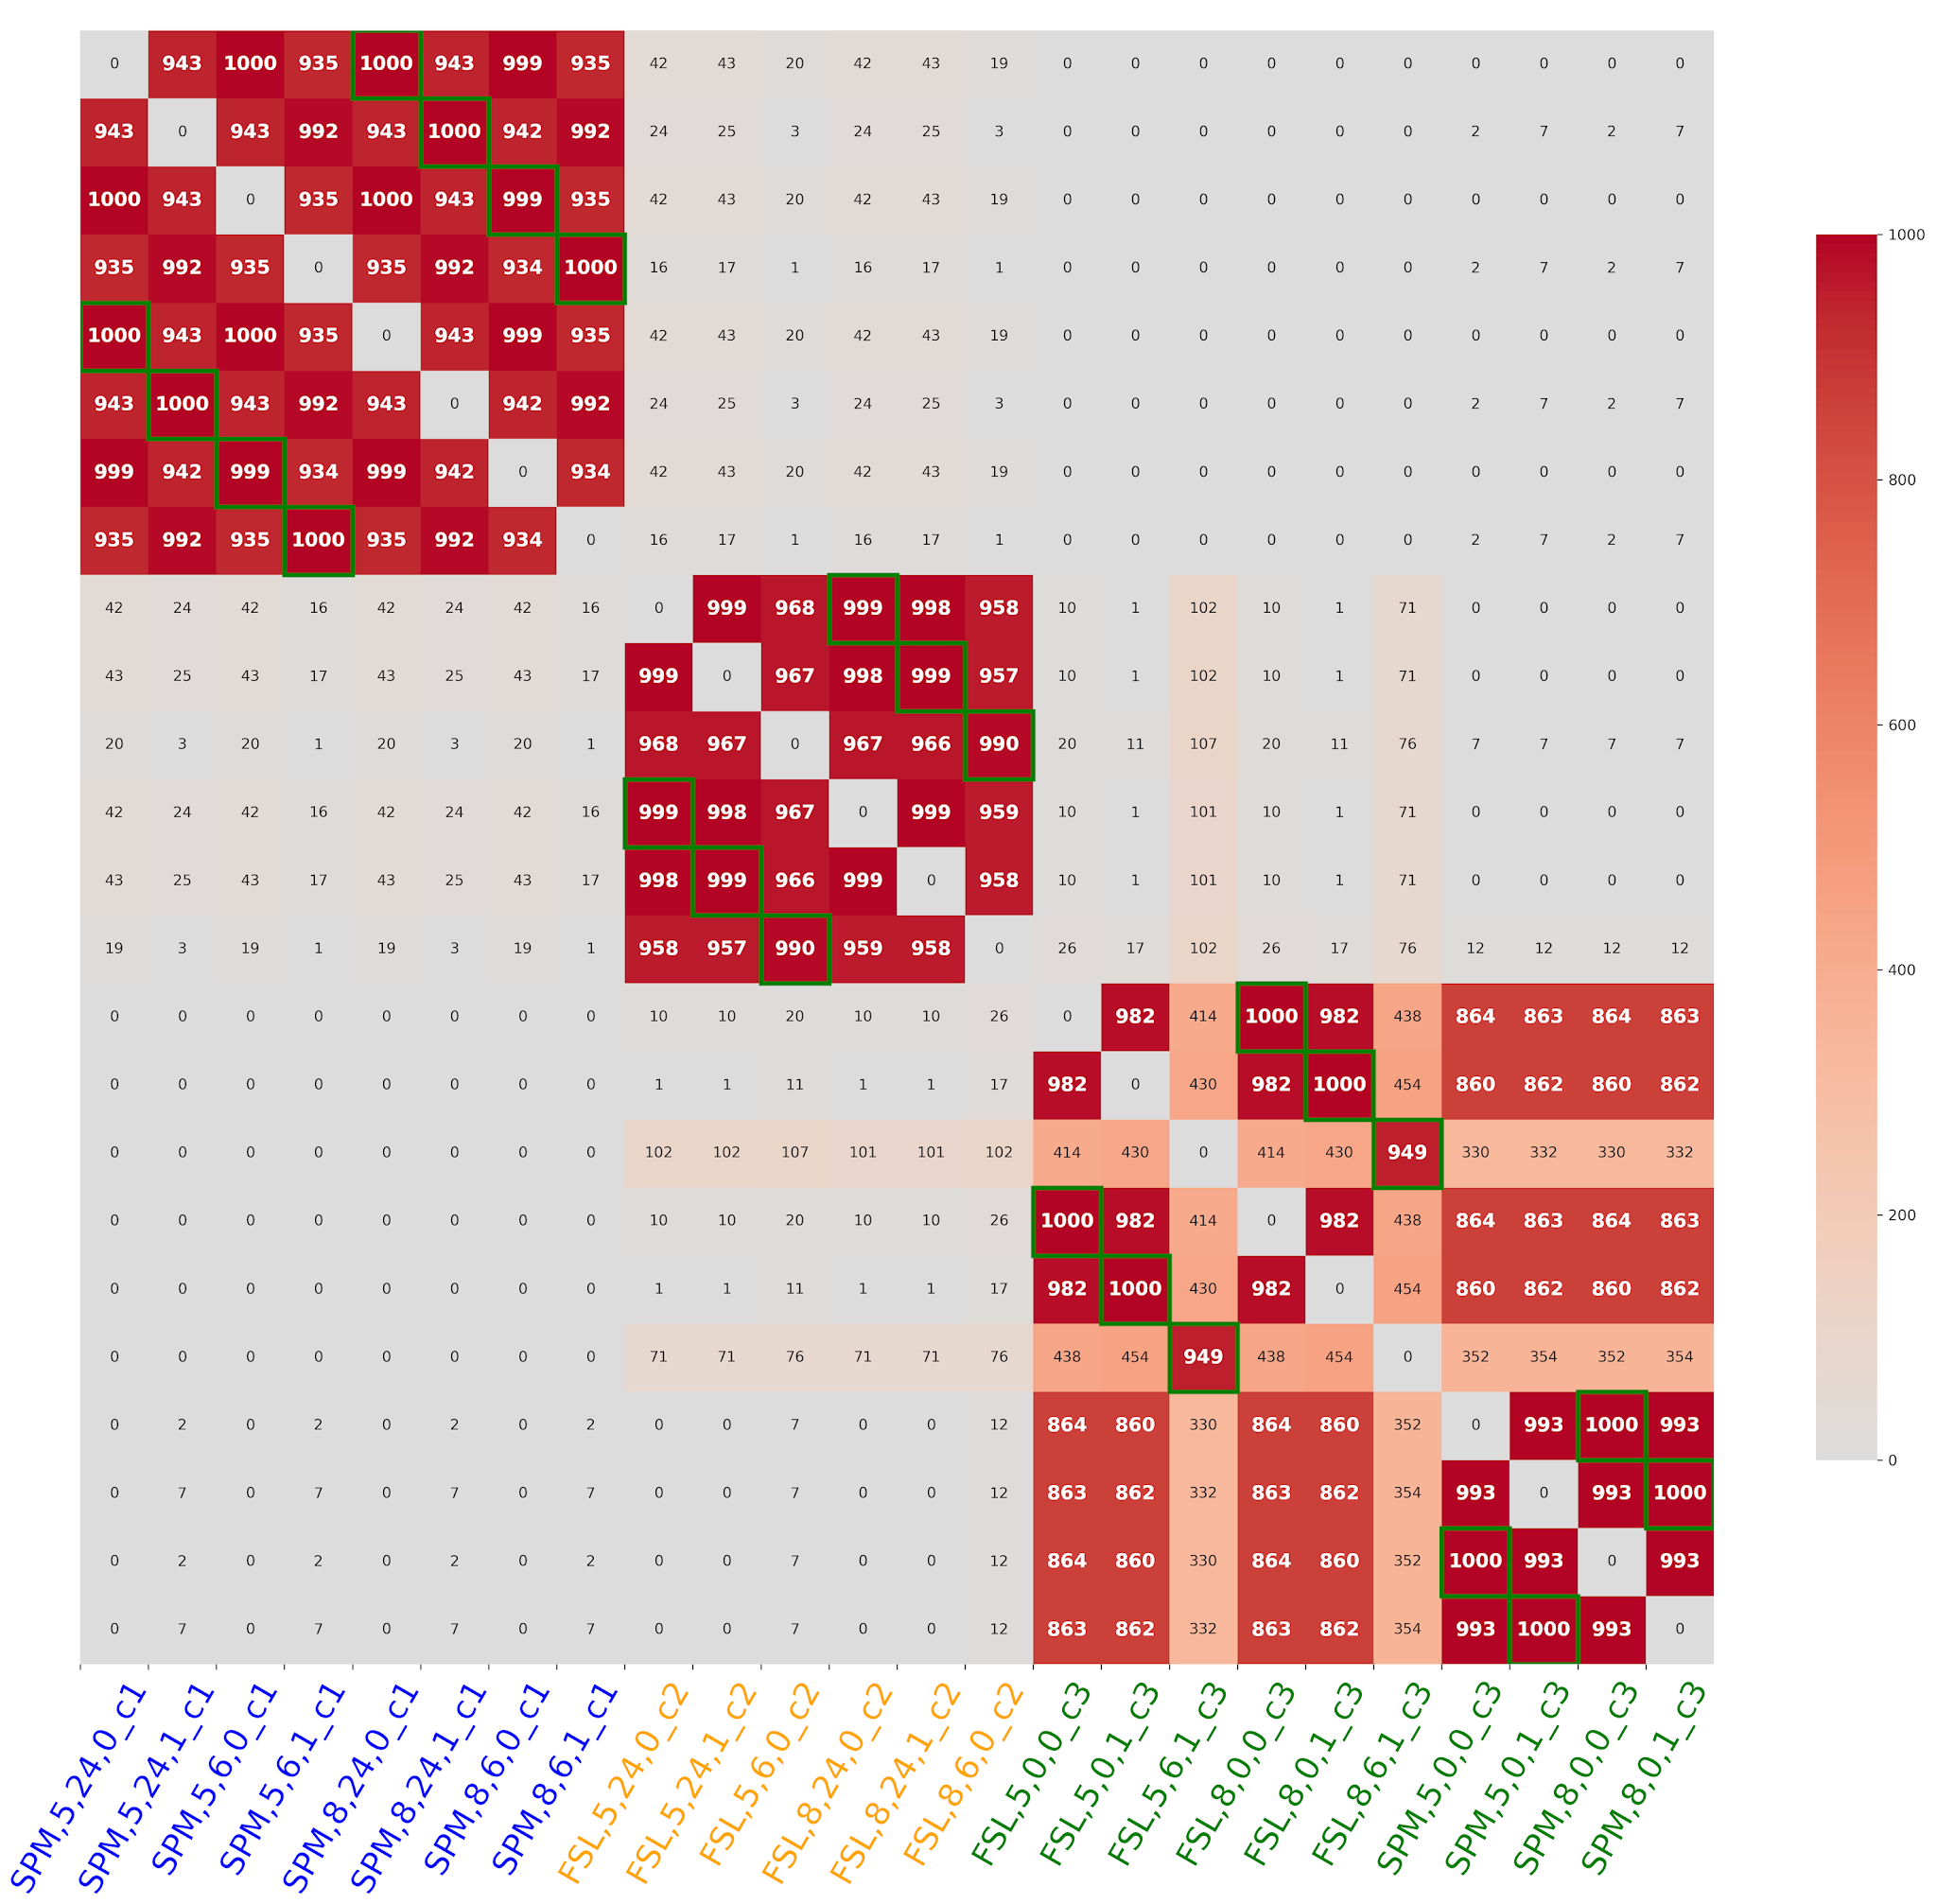 0 943 1000 935 1000 943 999 935 42 43 20 42 43 19 0 0 0 0 0 0 0 0 0 0
943 0 943 992 943 1000 942 992 24 25 3 24 25 3 0 0 0 0 0 0 2 7 2 7
1000 943 0 935 1000 943 999 935 42 43 20 42 43 19 0 0 0 0 0 0 0 0 0 0
935 992 935 0 935 992 934 1000 16 17 1 16 17 1 0 0 0 0 0 0 2 7 2 7
1000 943 1000 935 0 943 999 935 42 43 20 42 43 19 0 0 0 0 0 0 0 0 0 0
943 1000 943 992 943 0 942 992 24 25 3 24 25 3 0 0 0 0 0 0 2 7 2 7
999 942 999 934 999 942 0 934 42 43 20 42 43 19 0 0 0 0 0 0 0 0 0 0
935 992 935 1000 935 992 934 0 16 17 1 16 17 1 0 0 0 0 0 0 2 7 2 7
42 24 42 16 42 24 42 16 0 999 968 999 998 958 10 1 102 10 1 71 0 0 0 0
43 25 43 17 43 25 43 17 999 0 967 998 999 957 10 1 102 10 1 71 0 0 0 0
20 3 20 1 20 3 20 1 968 967 0 967 966 990 20 11 107 20 11 76 7 7 7 7
42 24 42 16 42 24 42 16 999 998 967 0 999 959 10 1 101 10 1 71 0 0 0 0
43 25 43 17 43 25 43 17 998 999 966 999 0 958 10 1 101 10 1 71 0 0 0 0
19 3 19 1 19 3 19 1 958 957 990 959 958 0 26 17 102 26 17 76 12 12 12 12
0 0 0 0 0 0 0 0 10 10 20 10 10 26 0 982 414 1000 982 438 864 863 864 863
0 0 0 0 0 0 0 0 1 1 11 1 1 17 982 0 430 982 1000 454 860 862 860 862
0 0 0 0 0 0 0 0 102 102 107 101 101 102 414 430 0 414 430 949 330 332 330 332
0 0 0 0 0 0 0 0 10 10 20 10 10 26 1000 982 414 0 982 438 864 863 864 863
0 0 0 0 0 0 0 0 1 1 11 1 1 17 982 1000 430 982 0 454 860 862 860 862
0 0 0 0 0 0 0 0 71 71 76 71 71 76 438 454 949 438 454 0 352 354 352 354
0 2 0 2 0 2 0 2 0 0 7 0 0 12 864 860 330 864 860 352 0 993 1000 993
0 7 0 7 0 7 0 7 0 0 7 0 0 12 863 862 332 863 862 354 993 0 993 1000
0 2 0 2 0 2 0 2 0 0 7 0 0 12 864 860 330 864 860 352 1000 993 0 993
0 7 0 7 0 7 0 7 0 0 7 0 0 12 863 862 332 863 862 354 993 1000 993 0
SPM,5,24,0_c1
SPM,5,24,1_c1
SPM,5,6,0_c1
SPM,5,6,1_c1
SPM,8,24,0_c1
SPM,8,24,1_c1
SPM,8,6,0_c1
SPM,8,6,1_c1
FSL,5,24,0_c2
FSL,5,24,1_c2
FSL,5,6,0_c2
FSL,8,24,0_c2
FSL,8,24,1_c2
FSL,8,6,0_c2
FSL,5,0,0_c3
FSL,5,0,1_c3
FSL,5,6,1_c3
FSL,8,0,0_c3
FSL,8,0,1_c3
FSL,8,6,1_c3
SPM,5,0,0_c3
SPM,5,0,1_c3
SPM,8,0,0_c3
SPM,8,0,1_c3
1000
800
600
400
200
0